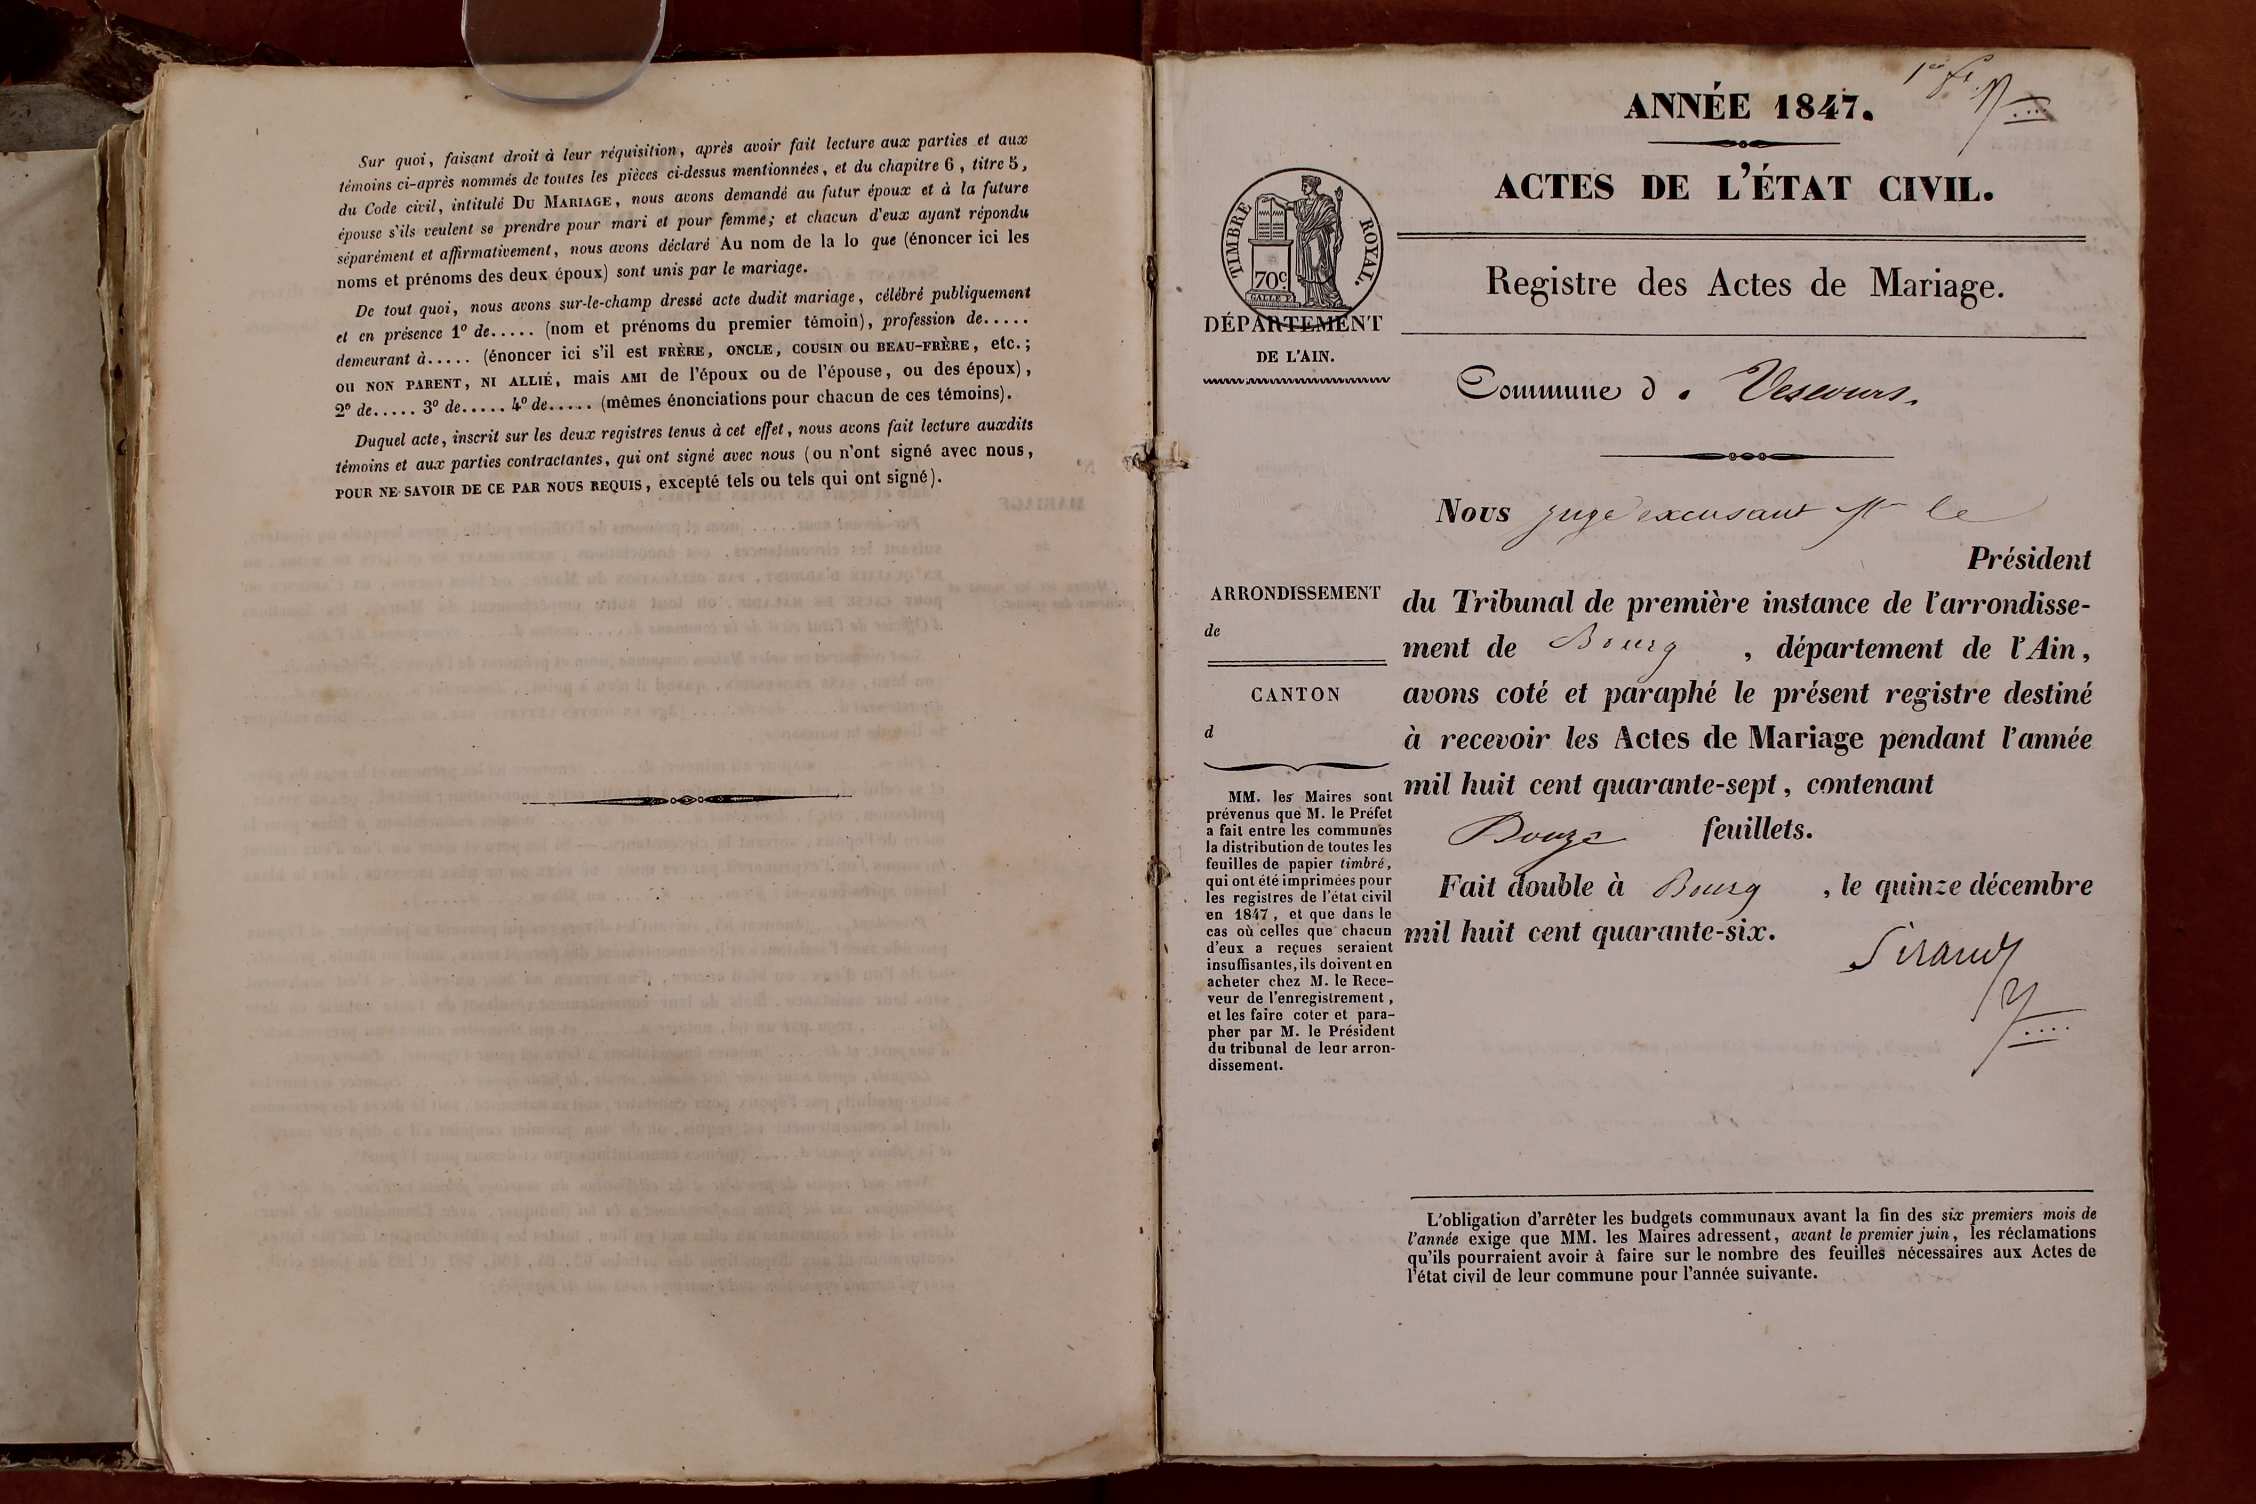 Sur quoi, faisant droit à leur réquisition, après avoir fait lecture aux parties et aux
témoins ci-après nommés de toutes les pièces ci-dessus mentionnées, et du chapitre 6, titre 5,
du Code civil, intitulé DU MARIAGE, nous avons demandé au futur époux et à la future
épouse s'ils veulent se prendre pour mari et pour femme; et chacun d'eux ayant répondu
séparément et affirmativement, nous avons déclaré Au nom de la lo que (énoncer ici les
noms et prénoms des deux époux) sont unis par le mariage.
De tout quoi, nous avons sur-le-champ dressé acte dudit mariage, célébré publiquement
et en présence 1º de..... (nom et prénoms du premier témoin), profession de.....
demeurant à..... (énoncer ici s'il est FRÈRE, ONCLE, COUSIN OU BEAU-FRÈRE, etc.;
OU NON PARENT, NI ALLIÉ, mais AMI de l'époux ou de l'épouse, ou des époux),
2º de..... 3º de..... 4º de..... (mêmes énonciations pour chacun de ces témoins).
Duquel acte, inscrit sur les deux registres tenus à cet effet, nous avons fait lecture auxdits
témoins et aux parties contractantes, qui ont signé avec nous (ou n'ont signé avec nous,
POUR NE SAVOIR DE CE PAR NOUS REQUIS, excepté tels ou tels qui ont signé).
ANNÉE 1847.
ACTES DE L'ÉTAT CIVIL.
TIMBRE ROYAL.
70c
GALLE F.
Registre des Actes de Mariage.
DÉPARTEMENT
DE L'AIN.
Commune d. Vescours.
Nous juge excusant Mr le
Président
du Tribunal de première instance de l'arrondisse-
ment de Bourg, département de l'Ain,
avons coté et paraphé le présent registre destiné
à recevoir les Actes de Mariage pendant l'année
mil huit cent quarante-sept, contenant
Douze feuillets.
Fait double à Bourg, le quinze décembre
mil huit cent quarante-six.
Sirand
ARRONDISSEMENT
de
CANTON
d
MM. les Maires sont
prévenus que M. le Préfet
a fait entre les communes
la distribution de toutes les
feuilles de papier timbré,
qui ont été imprimées pour
les registres de l'état civil
en 1847, et que dans le
cas où celles que chacun
d'eux a reçues seraient
insuffisantes, ils doivent en
acheter chez M. le Rece-
veur de l'enregistrement,
et les faire coter et para-
pher par M. le Président
du tribunal de leur arron-
dissement.
L'obligation d'arrêter les budgets communaux avant la fin des six premiers mois de
l'année exige que MM. les Maires adressent, avant le premier juin, les réclamations
qu'ils pourraient avoir à faire sur le nombre des feuilles nécessaires aux Actes de
l'état civil de leur commune pour l'année suivante.